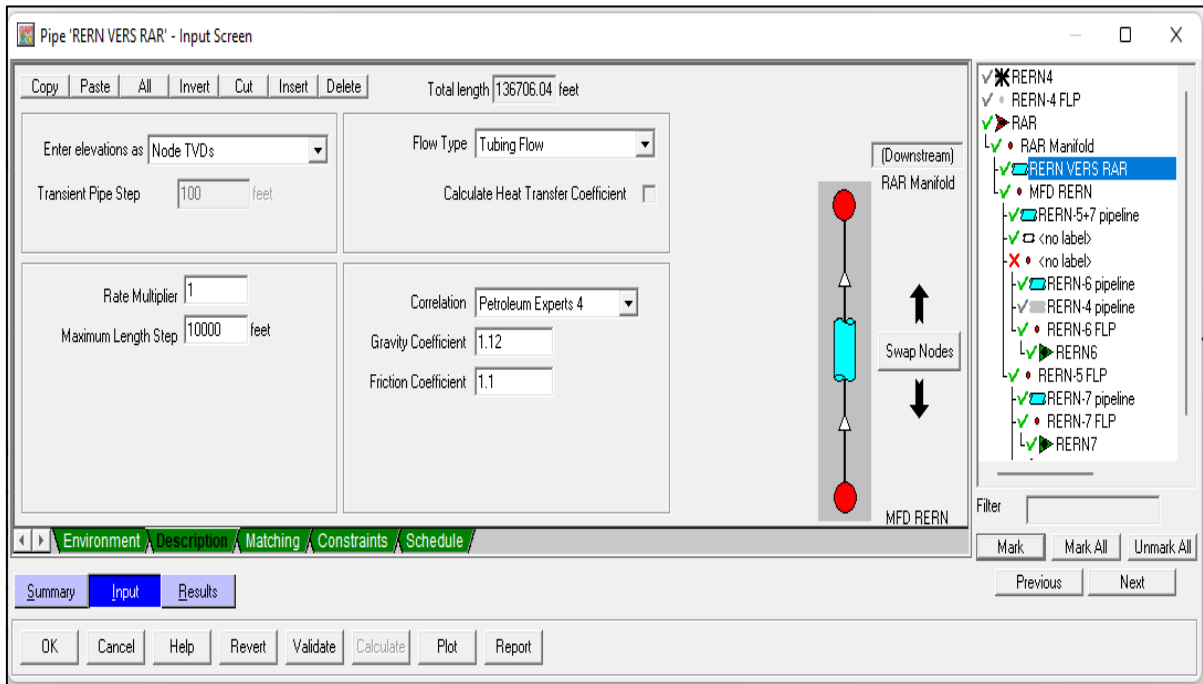 Pipe 'RERN VERS RAR' - Input Screen
Copy Paste All Invert Cut Insert Delete
Total length 136706.04 feet
Enter elevations as Node TVDs
Transient Pipe Step 100 feet
Flow Type Tubing Flow
Calculate Heat Transfer Coefficient
Rate Multiplier 1
Maximum Length Step 10000 feet
Correlation Petroleum Experts 4
Gravity Coefficient 1.12
Friction Coefficient 1.1
(Downstream)
RAR Manifold
Swap Nodes
MFD RERN
Environment Description Matching Constraints Schedule
Summary Input Results
OK Cancel Help Revert Validate Calculate Plot Report
RERN4
RERN-4 FLP
RAR
RAR Manifold
RERN VERS RAR
MFD RERN
RERN-5+7 pipeline
<no label>
<no label>
RERN-6 pipeline
RERN-4 pipeline
RERN-6 FLP
RERN6
RERN-5 FLP
RERN-7 pipeline
RERN-7 FLP
RERN7
Filter
Mark Mark All Unmark All
Previous Next